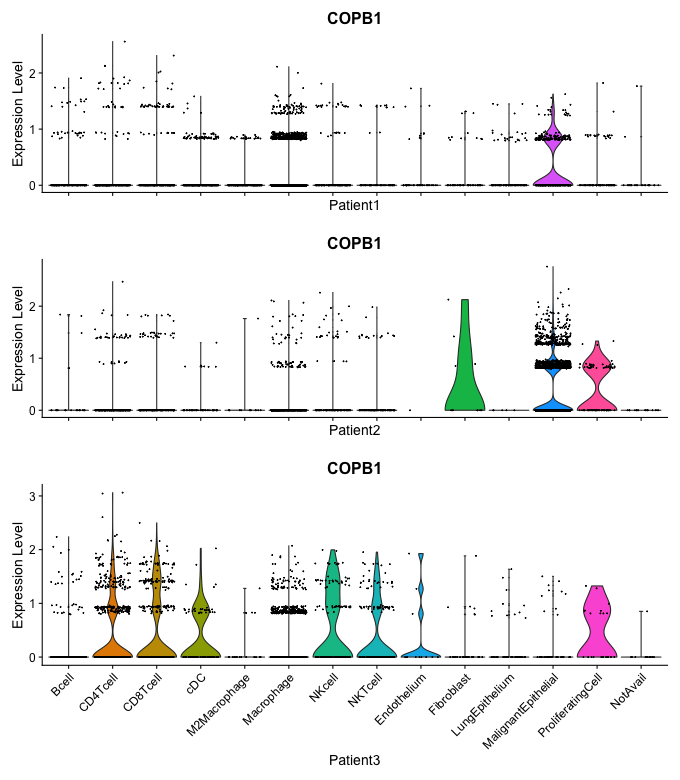 COPB1
Expression Level
2
1
0
Patient1
COPB1
Expression Level
2
1
0
Patient2
COPB1
Expression Level
3
2
1
0
Bcell
CD4Tcell
CD8Tcell
cDC
M2Macrophage
Macrophage
NKcell
NKTcell
Endothelium
Fibroblast
LungEpithelium
MalignantEpithelial
ProliferatingCell
NotAvail
Patient3